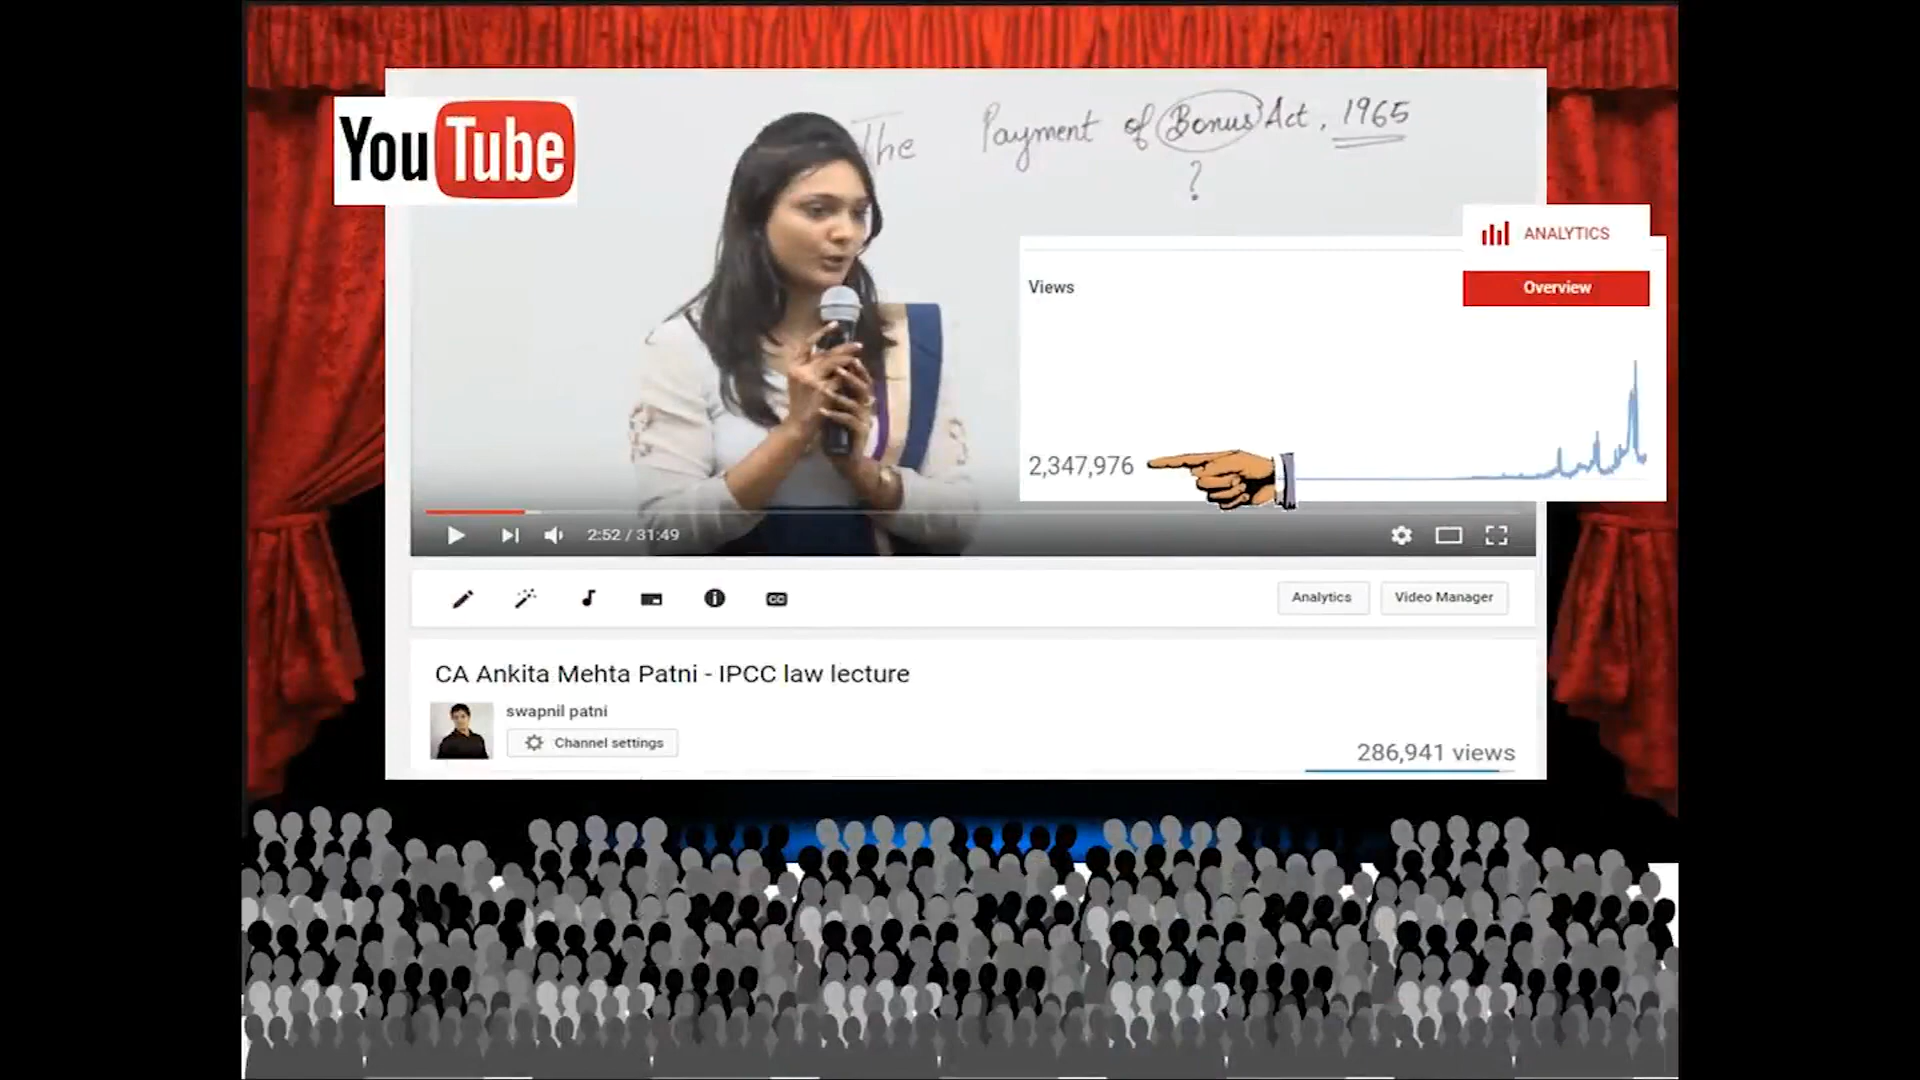 YouTube
The Payment of Bonus Act, 1965
?
ANALYTICS
Overview
Views
2,347,976
2:52 / 31:49
CC
Analytics
Video Manager
CA Ankita Mehta Patni - IPCC law lecture
swapnil patni
Channel settings
286,941 views